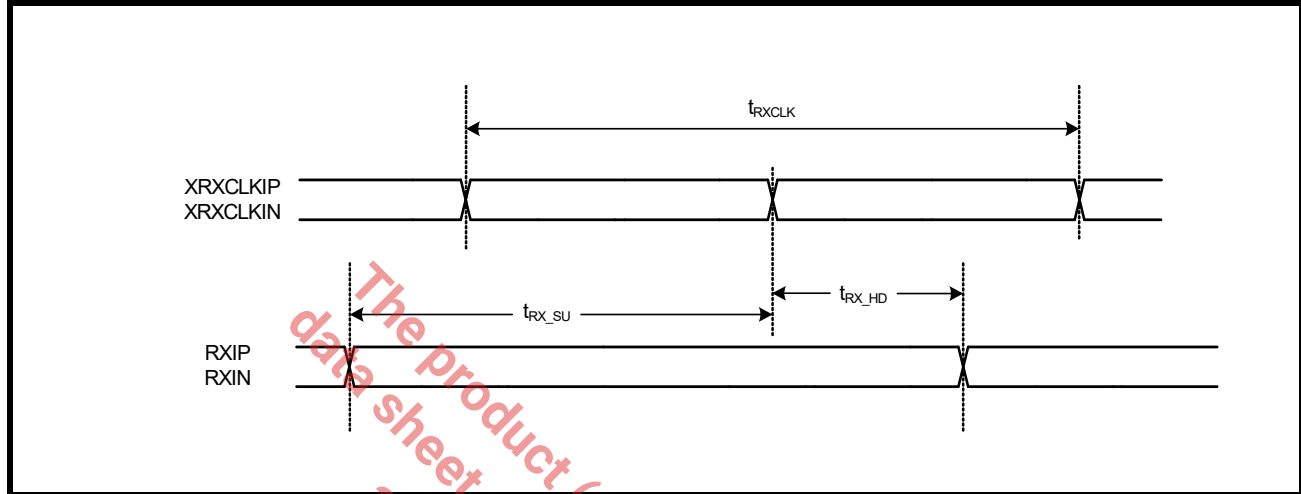 tRXCLK
XRXCLKIP
XRXCLKIN
tRX_HD
tRX_SU
RXIP
RXIN
The product (
data sheet